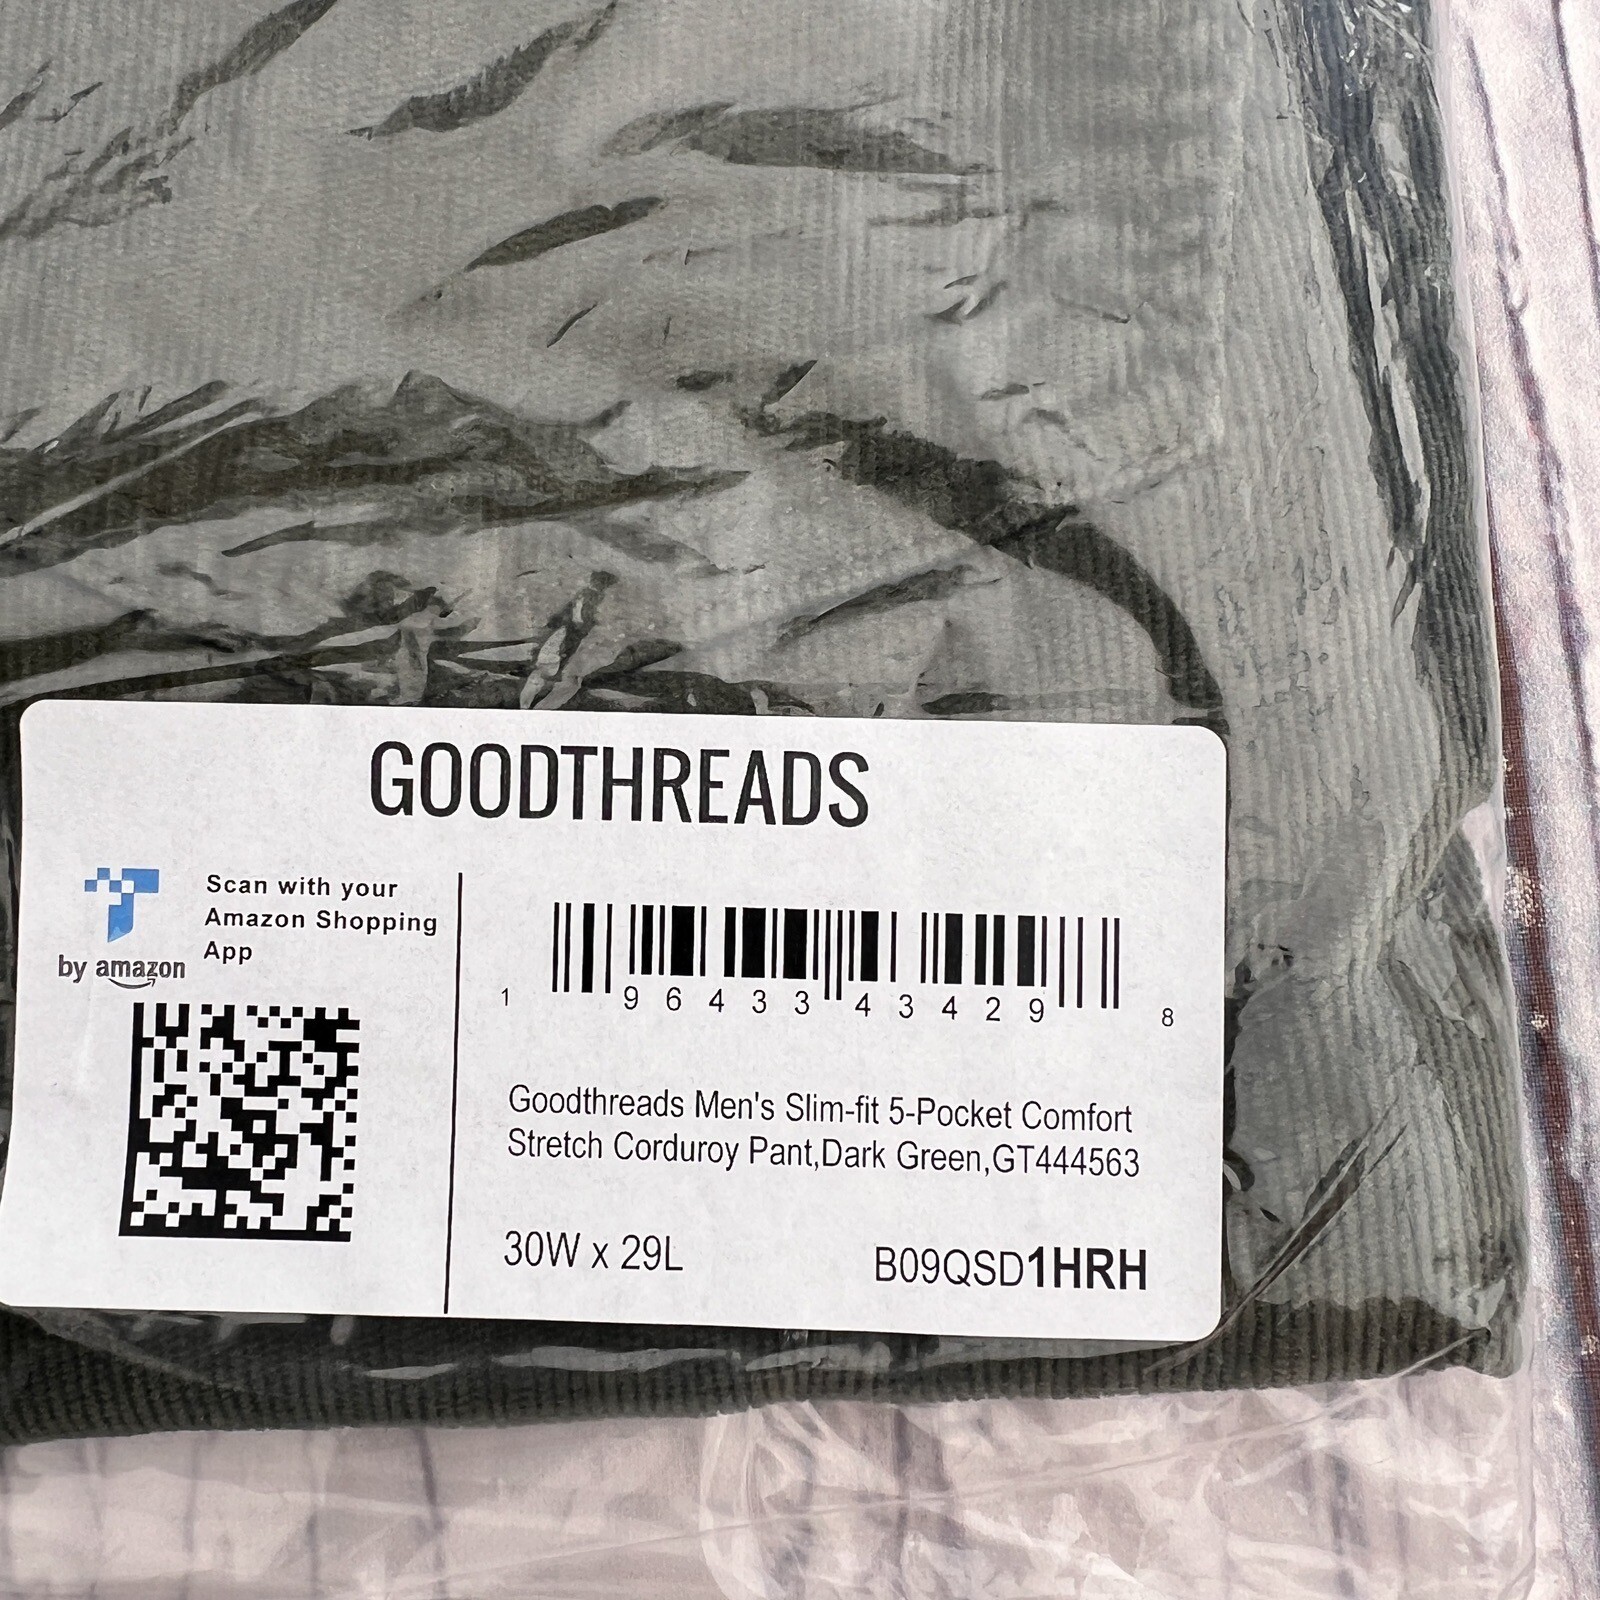 GOODTHREADS
Scan with your
Amazon Shopping
App
by amazon
1 96433 43429 8
Goodthreads Men's Slim-fit 5-Pocket Comfort
Stretch Corduroy Pant,Dark Green,GT444563
30W x 29L
B09QSD1HRH